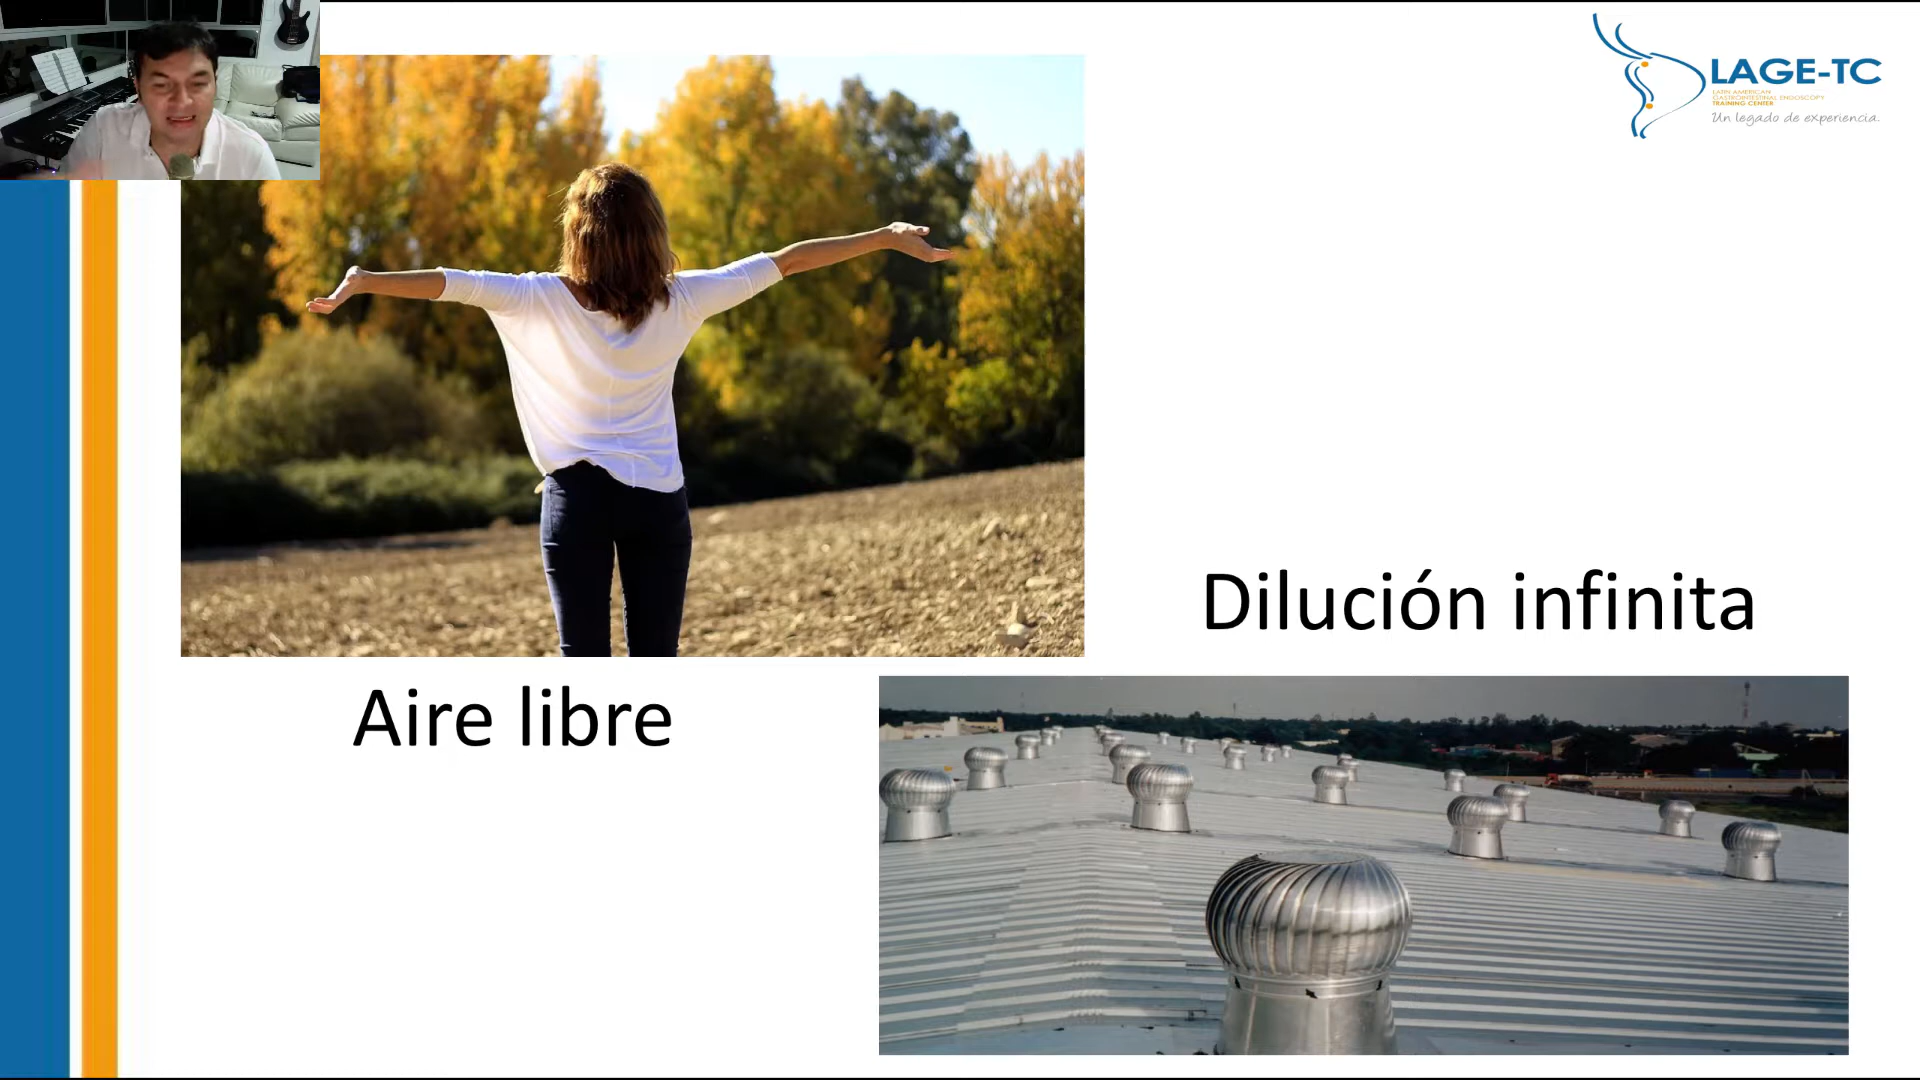 LAGE-TC
LATIN AMERICAN
GASTROINTESTINAL ENDOSCOPY
TRAINING CENTER
Un legado de experiencia.
Dilución infinita
Aire libre